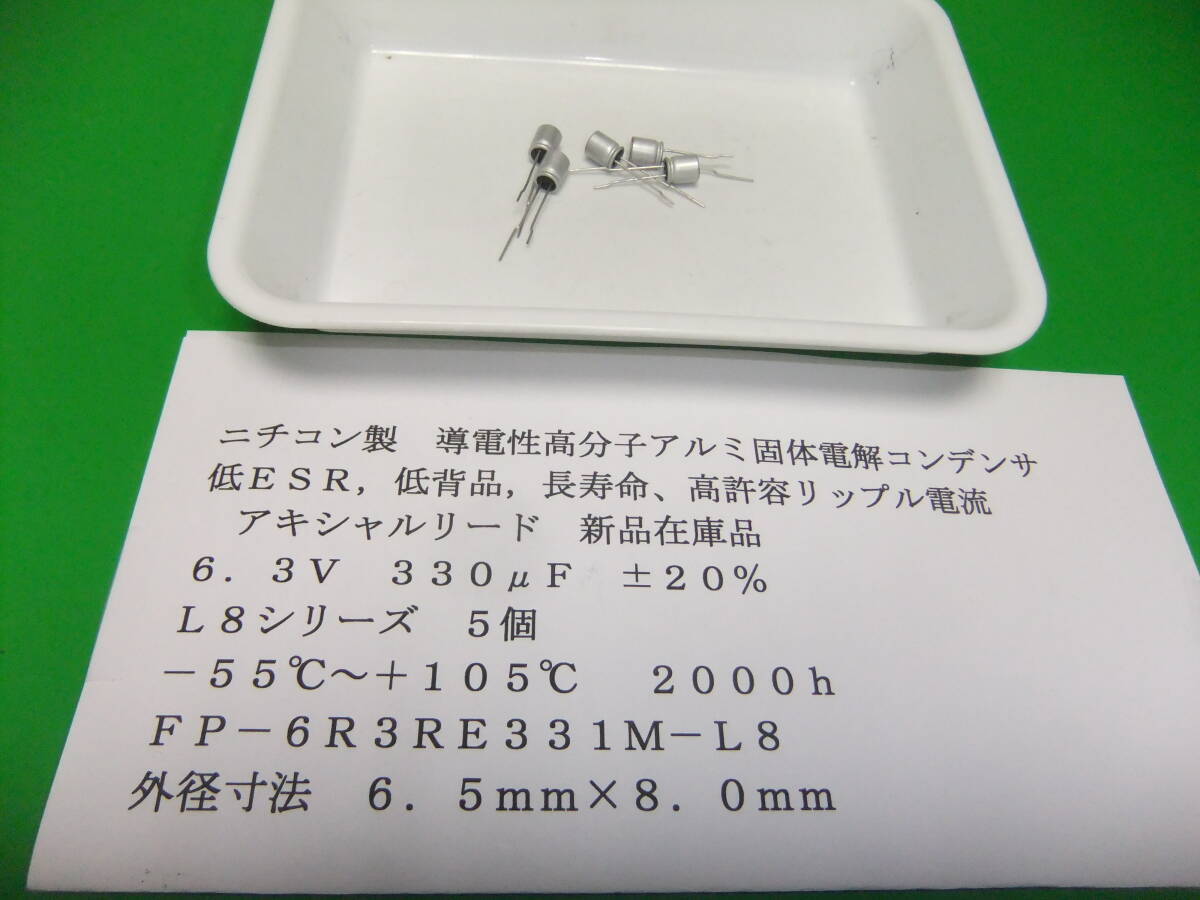 ニチコン製　導電性高分子アルミ固体電解コンデンサ
低ＥＳＲ，低背品，長寿命、高許容リップル電流
アキシャルリード　新品在庫品
６．３Ｖ　３３０μＦ　±２０％
Ｌ８シリーズ　５個
－５５℃～＋１０５℃　２０００ｈ
ＦＰ－６Ｒ３ＲＥ３３１Ｍ－Ｌ８
外径寸法　６．５ｍｍ×８．０ｍｍ